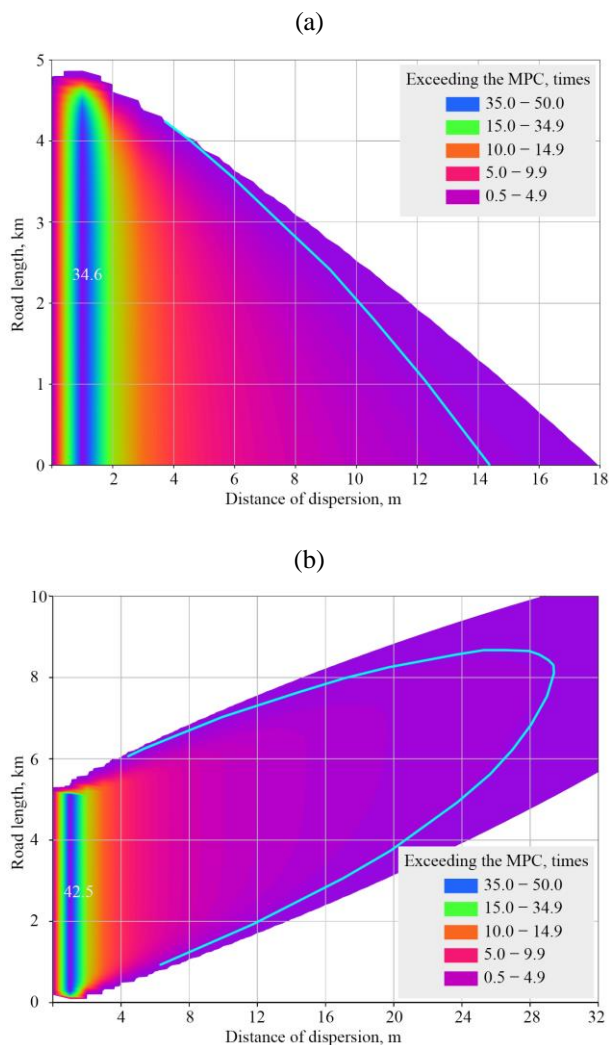 (a)
5
4
3
2
1
0
Road length, km
34.6
Exceeding the MPC, times
35.0 – 50.0
15.0 – 34.9
10.0 – 14.9
5.0 – 9.9
0.5 – 4.9
2 4 6 8 10 12 14 16 18
Distance of dispersion, m
(b)
10
8
6
4
2
0
Road length, km
42.5
Exceeding the MPC, times
35.0 – 50.0
15.0 – 34.9
10.0 – 14.9
5.0 – 9.9
0.5 – 4.9
4 8 12 16 20 24 28 32
Distance of dispersion, m